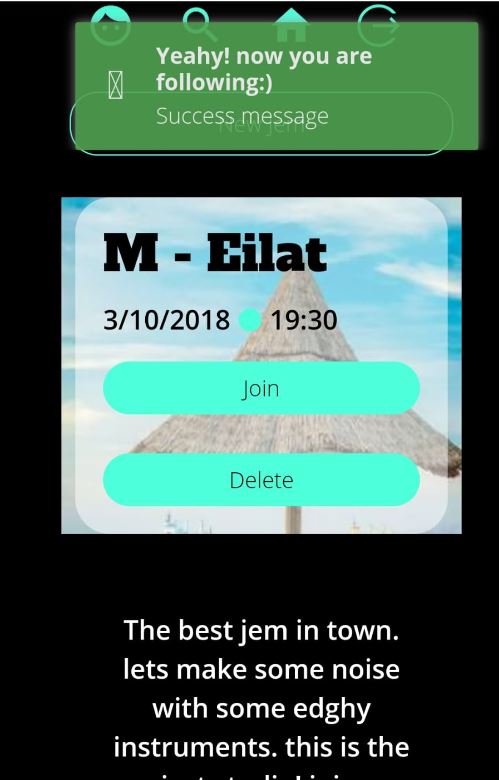 Yeahy! now you are
following:)
Success message
New jem
M - Eilat
3/10/2018 19:30
Join
Delete
The best jem in town.
lets make some noise
with some edghy
instruments. this is the